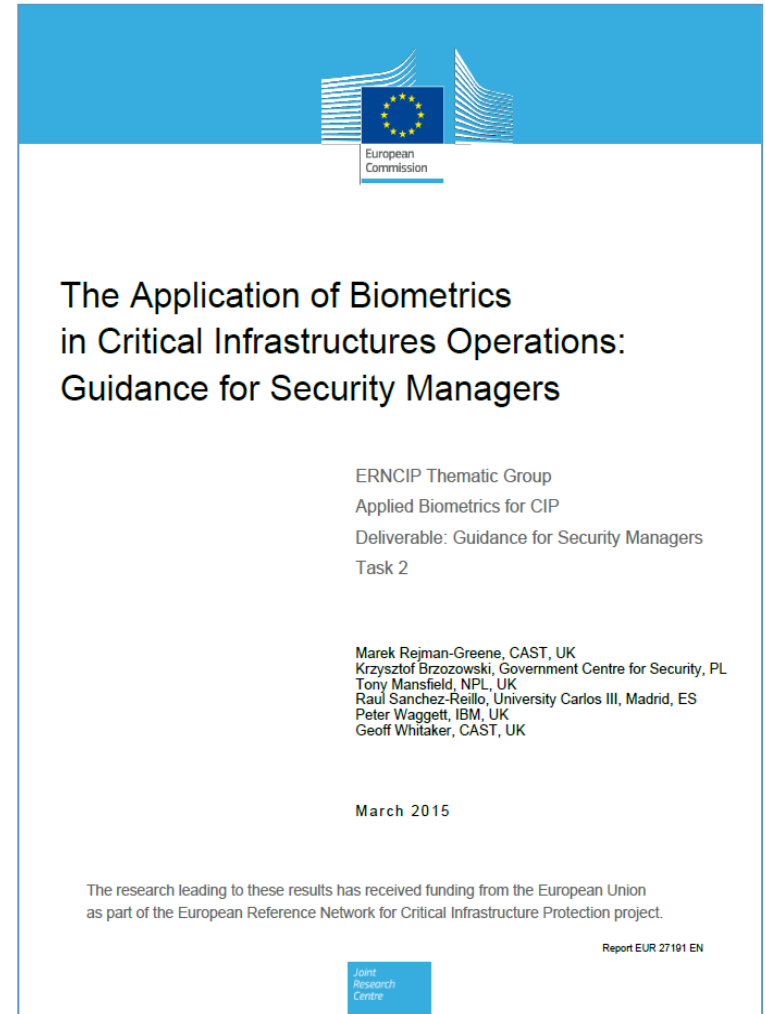 European
Commission
The Application of Biometrics
in Critical Infrastructures Operations:
Guidance for Security Managers
ERNCIP Thematic Group
Applied Biometrics for CIP
Deliverable: Guidance for Security Managers
Task 2
Marek Rejman-Greene, CAST, UK
Krzysztof Brzozowski, Government Centre for Security, PL
Tony Mansfield, NPL, UK
Raul Sanchez-Reillo, University Carlos III, Madrid, ES
Peter Waggett, IBM, UK
Geoff Whitaker, CAST, UK
March 2015
The research leading to these results has received funding from the European Union
as part of the European Reference Network for Critical Infrastructure Protection project.
Report EUR 27191 EN
Joint
Research
Centre